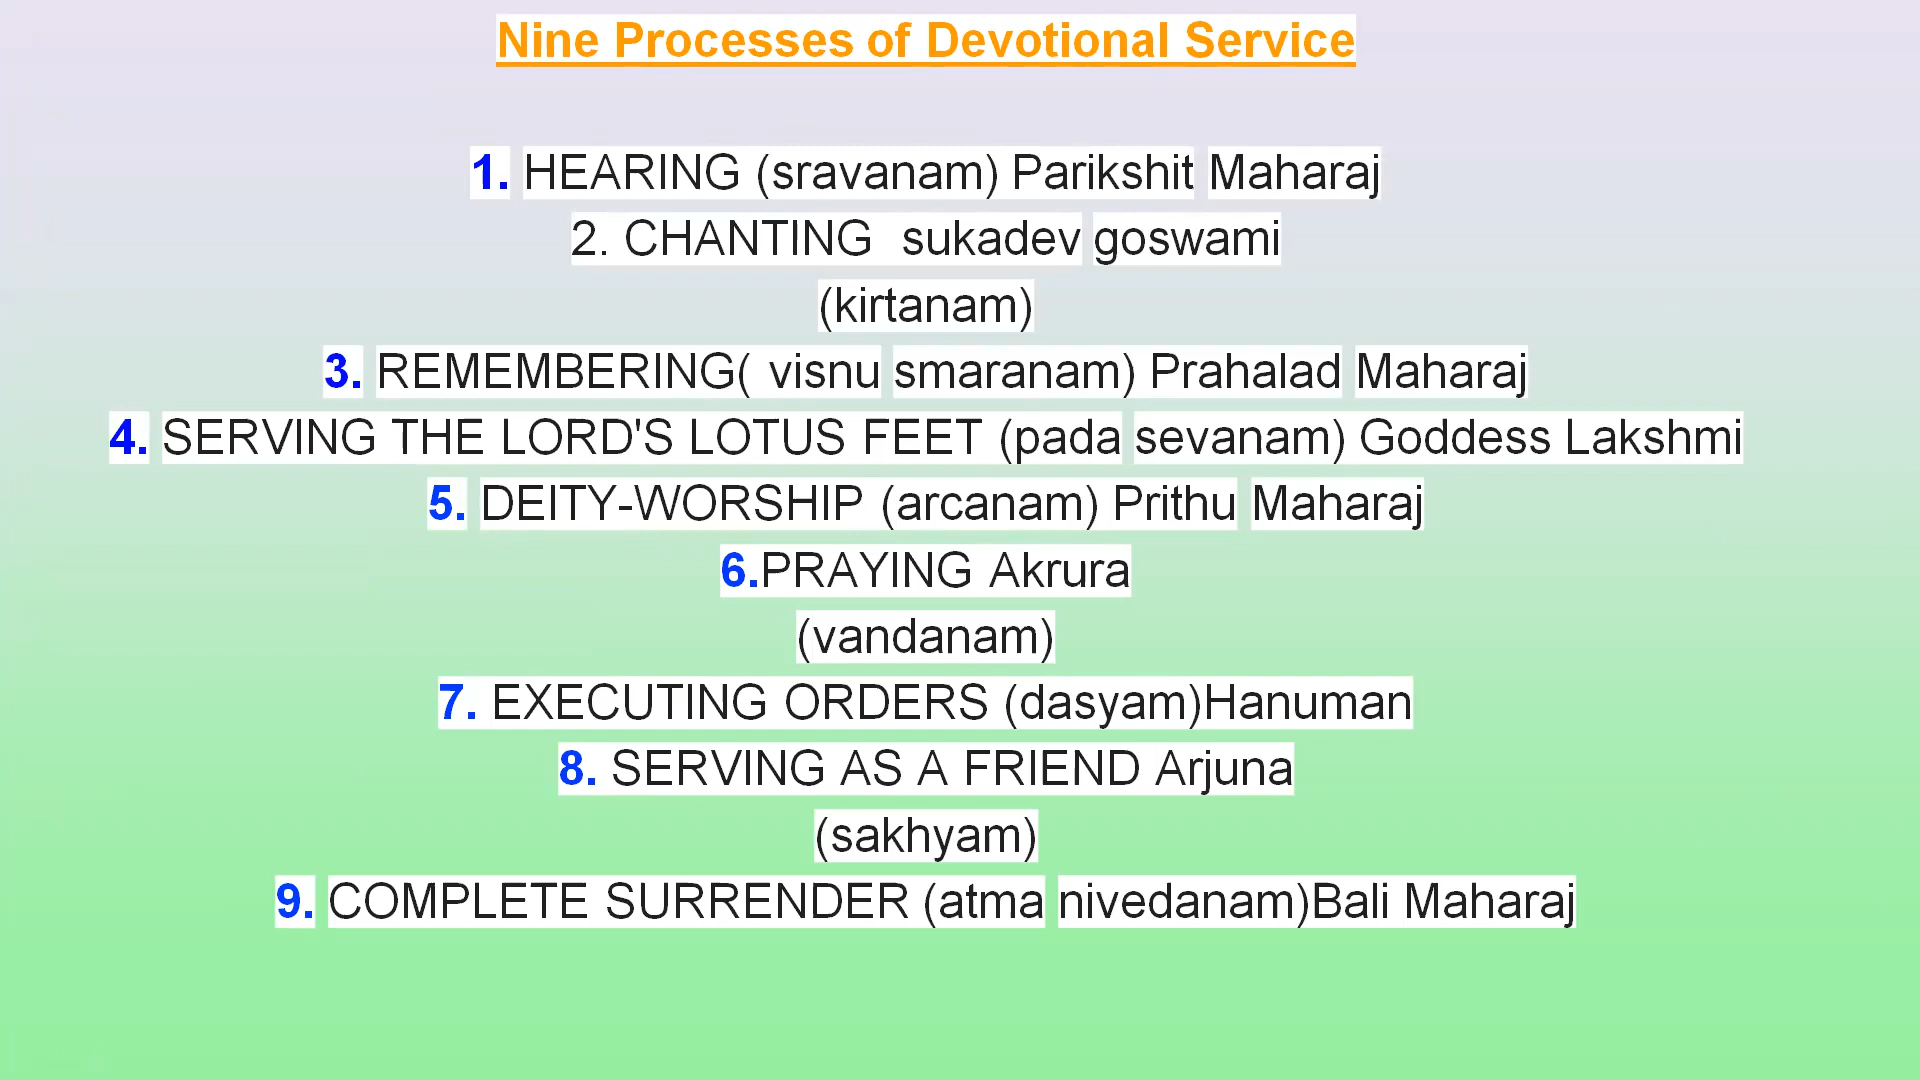 Nine Processes of Devotional Service
1. HEARING (sravanam) Parikshit Maharaj
2. CHANTING  sukadev goswami
(kirtanam)
3. REMEMBERING( visnu smaranam) Prahalad Maharaj
4. SERVING THE LORD'S LOTUS FEET (pada sevanam) Goddess Lakshmi
5. DEITY-WORSHIP (arcanam) Prithu Maharaj
6.PRAYING Akrura
(vandanam)
7. EXECUTING ORDERS (dasyam)Hanuman
8. SERVING AS A FRIEND Arjuna
(sakhyam)
9. COMPLETE SURRENDER (atma nivedanam)Bali Maharaj